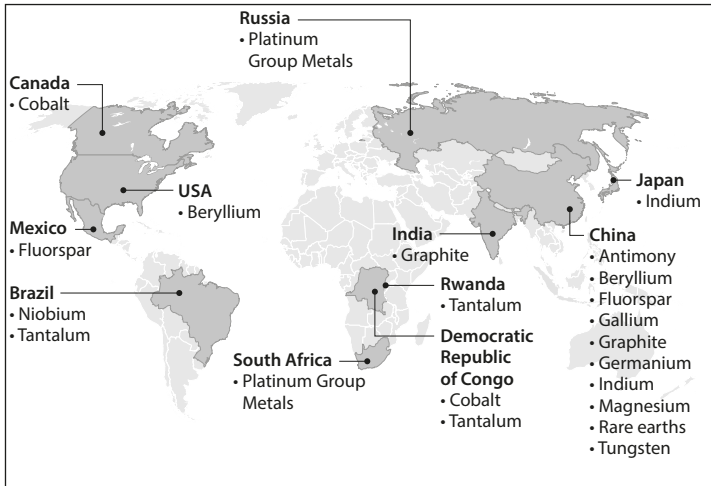 Russia
• Platinum
Group Metals
Canada
• Cobalt
USA
• Beryllium
Mexico
• Fluorspar
Brazil
• Niobium
• Tantalum
South Africa
• Platinum Group
Metals
India
• Graphite
Rwanda
• Tantalum
Democratic
Republic
of Congo
• Cobalt
• Tantalum
Japan
• Indium
China
• Antimony
• Beryllium
• Fluorspar
• Gallium
• Graphite
• Germanium
• Indium
• Magnesium
• Rare earths
• Tungsten